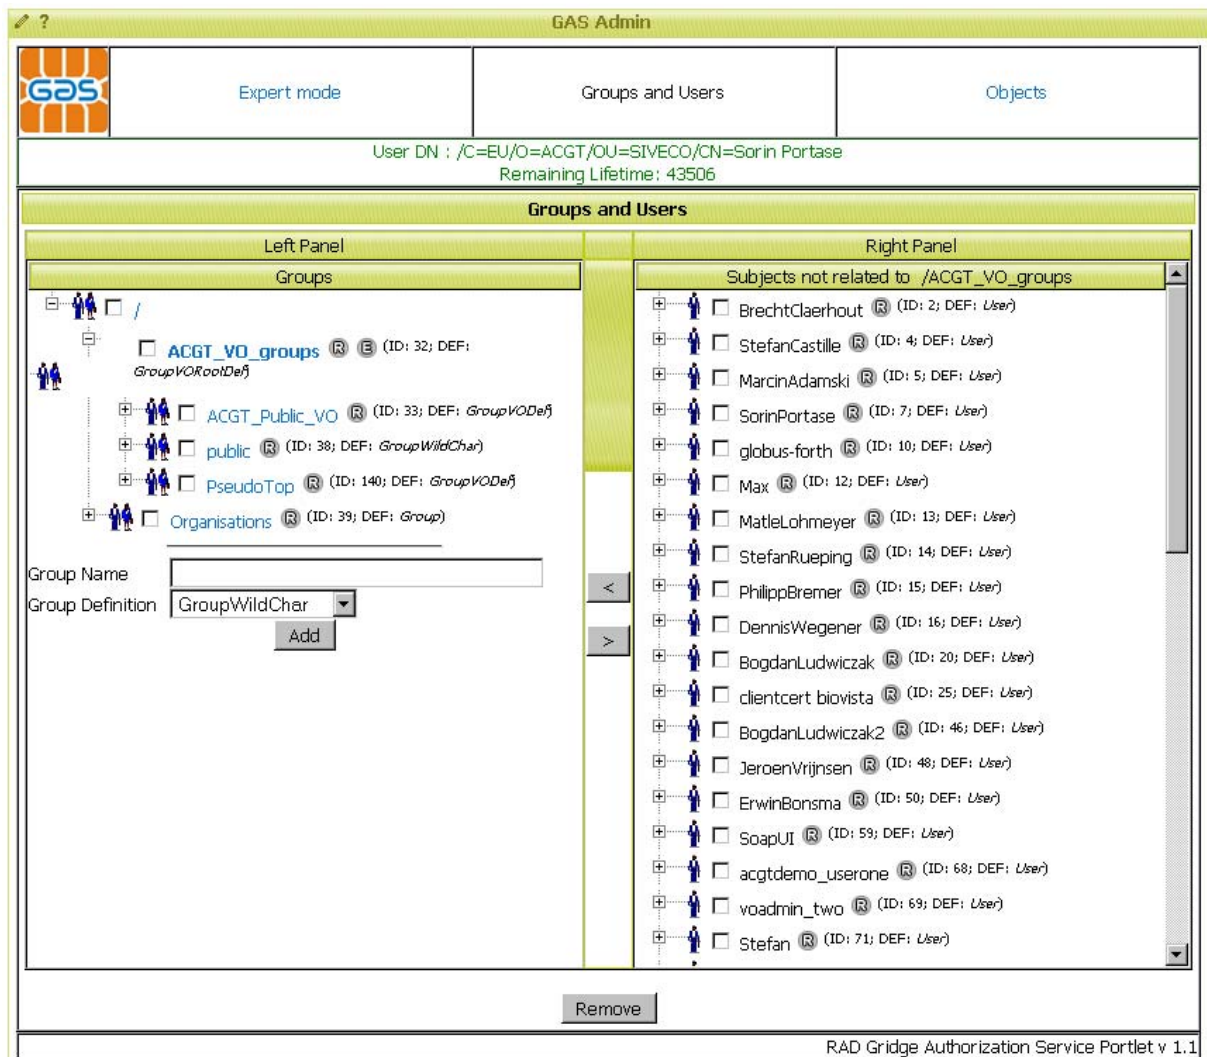 ?
GAS Admin
Gas
Expert mode
Groups and Users
Objects
User DN : /C=EU/O=ACGT/OU=SIVECO/CN=Sorin Portase
Remaining Lifetime: 43506
Groups and Users
Left Panel
Right Panel
Groups
/
ACGT_VO_groups R E (ID: 32; DEF:
GroupVORootDef)
ACGT_Public_VO R (ID: 33; DEF: GroupVODef)
public R (ID: 38; DEF: GroupWildChar)
PseudoTop R (ID: 140; DEF: GroupVODef)
Organisations R (ID: 39; DEF: Group)
Group Name
Group Definition GroupWildChar
Add
<
>
Subjects not related to /ACGT_VO_groups
BrechtClaerhout R (ID: 2; DEF: User)
StefanCastille R (ID: 4; DEF: User)
MarcinAdamski R (ID: 5; DEF: User)
SorinPortase R (ID: 7; DEF: User)
globus-forth R (ID: 10; DEF: User)
Max R (ID: 12; DEF: User)
MatleLohmeyer R (ID: 13; DEF: User)
StefanRueping R (ID: 14; DEF: User)
PhilippBremer R (ID: 15; DEF: User)
DennisWegener R (ID: 16; DEF: User)
BogdanLudwiczak R (ID: 20; DEF: User)
clientcert biovista R (ID: 25; DEF: User)
BogdanLudwiczak2 R (ID: 46; DEF: User)
JeroenVrijnsen R (ID: 48; DEF: User)
ErwinBonsma R (ID: 50; DEF: User)
SoapUI R (ID: 59; DEF: User)
acgtdemo_userone R (ID: 68; DEF: User)
voadmin_two R (ID: 69; DEF: User)
Stefan R (ID: 71; DEF: User)
Remove
RAD Gridge Authorization Service Portlet v 1.1